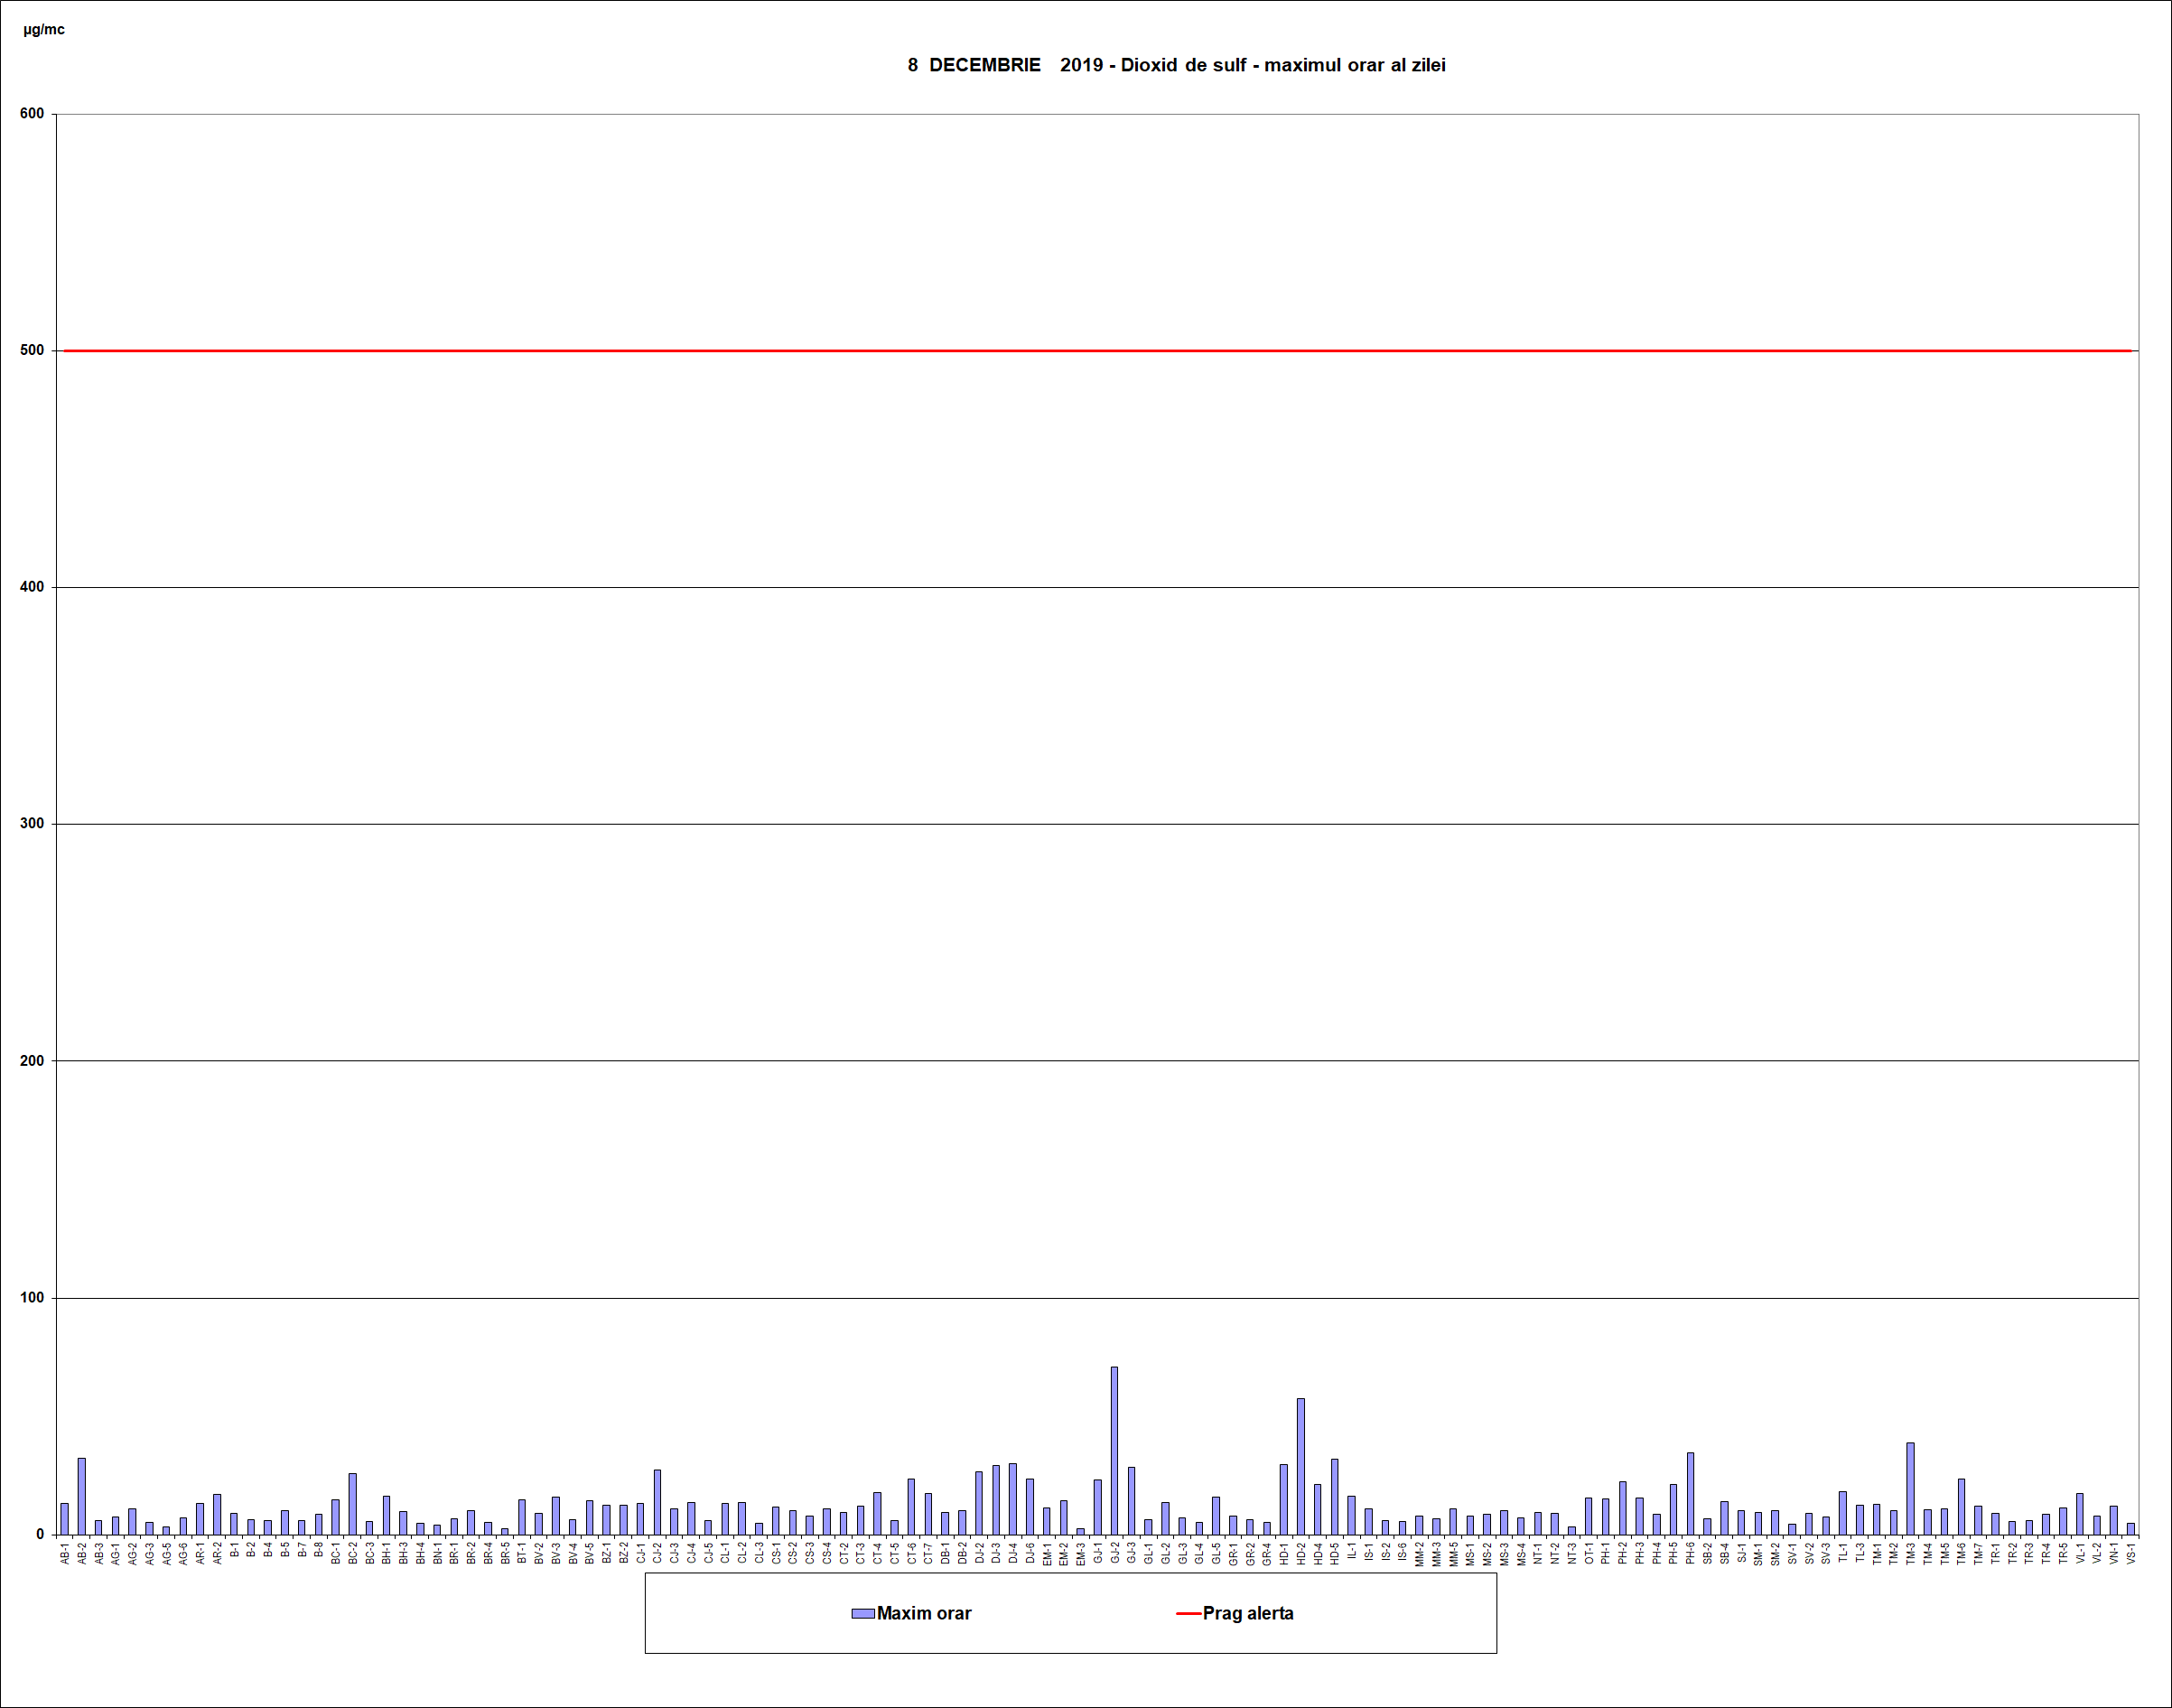 µg/mc
8 DECEMBRIE 2019 - Dioxid de sulf - maximul orar al zilei
600
500
400
300
200
100
0
AB-1 AB-2 AB-3 AG-1 AG-2 AG-3 AG-5 AG-6 AR-1 AR-2 B-1 B-2 B-4 B-5 B-7 B-8 BC-1 BC-2 BC-3 BH-1 BH-3 BH-4 BN-1 BR-1 BR-2 BR-4 BR-5 BT-1 BV-2 BV-3 BV-4 BV-5 BZ-1 BZ-2 CJ-1 CJ-2 CJ-3 CJ-4 CJ-5 CL-1 CL-2 CL-3 CS-1 CS-2 CS-3 CS-4 CT-2 CT-3 CT-4 CT-5 CT-6 CT-7 DB-1 DB-2 DJ-2 DJ-3 DJ-4 DJ-6 EM-1 EM-2 EM-3 GJ-1 GJ-2 GJ-3 GL-1 GL-2 GL-3 GL-4 GL-5 GR-1 GR-2 GR-4 HD-1 HD-2 HD-4 HD-5 IL-1 IS-1 IS-2 IS-6 MM-2 MM-3 MM-5 MS-1 MS-2 MS-3 MS-4 NT-1 NT-2 NT-3 OT-1 PH-1 PH-2 PH-3 PH-4 PH-5 PH-6 SB-2 SB-4 SJ-1 SM-1 SM-2 SV-1 SV-2 SV-3 TL-1 TL-3 TM-1 TM-2 TM-3 TM-4 TM-5 TM-6 TM-7 TR-1 TR-2 TR-3 TR-4 TR-5 VL-1 VL-2 VN-1 VS-1
Maxim orar Prag alerta